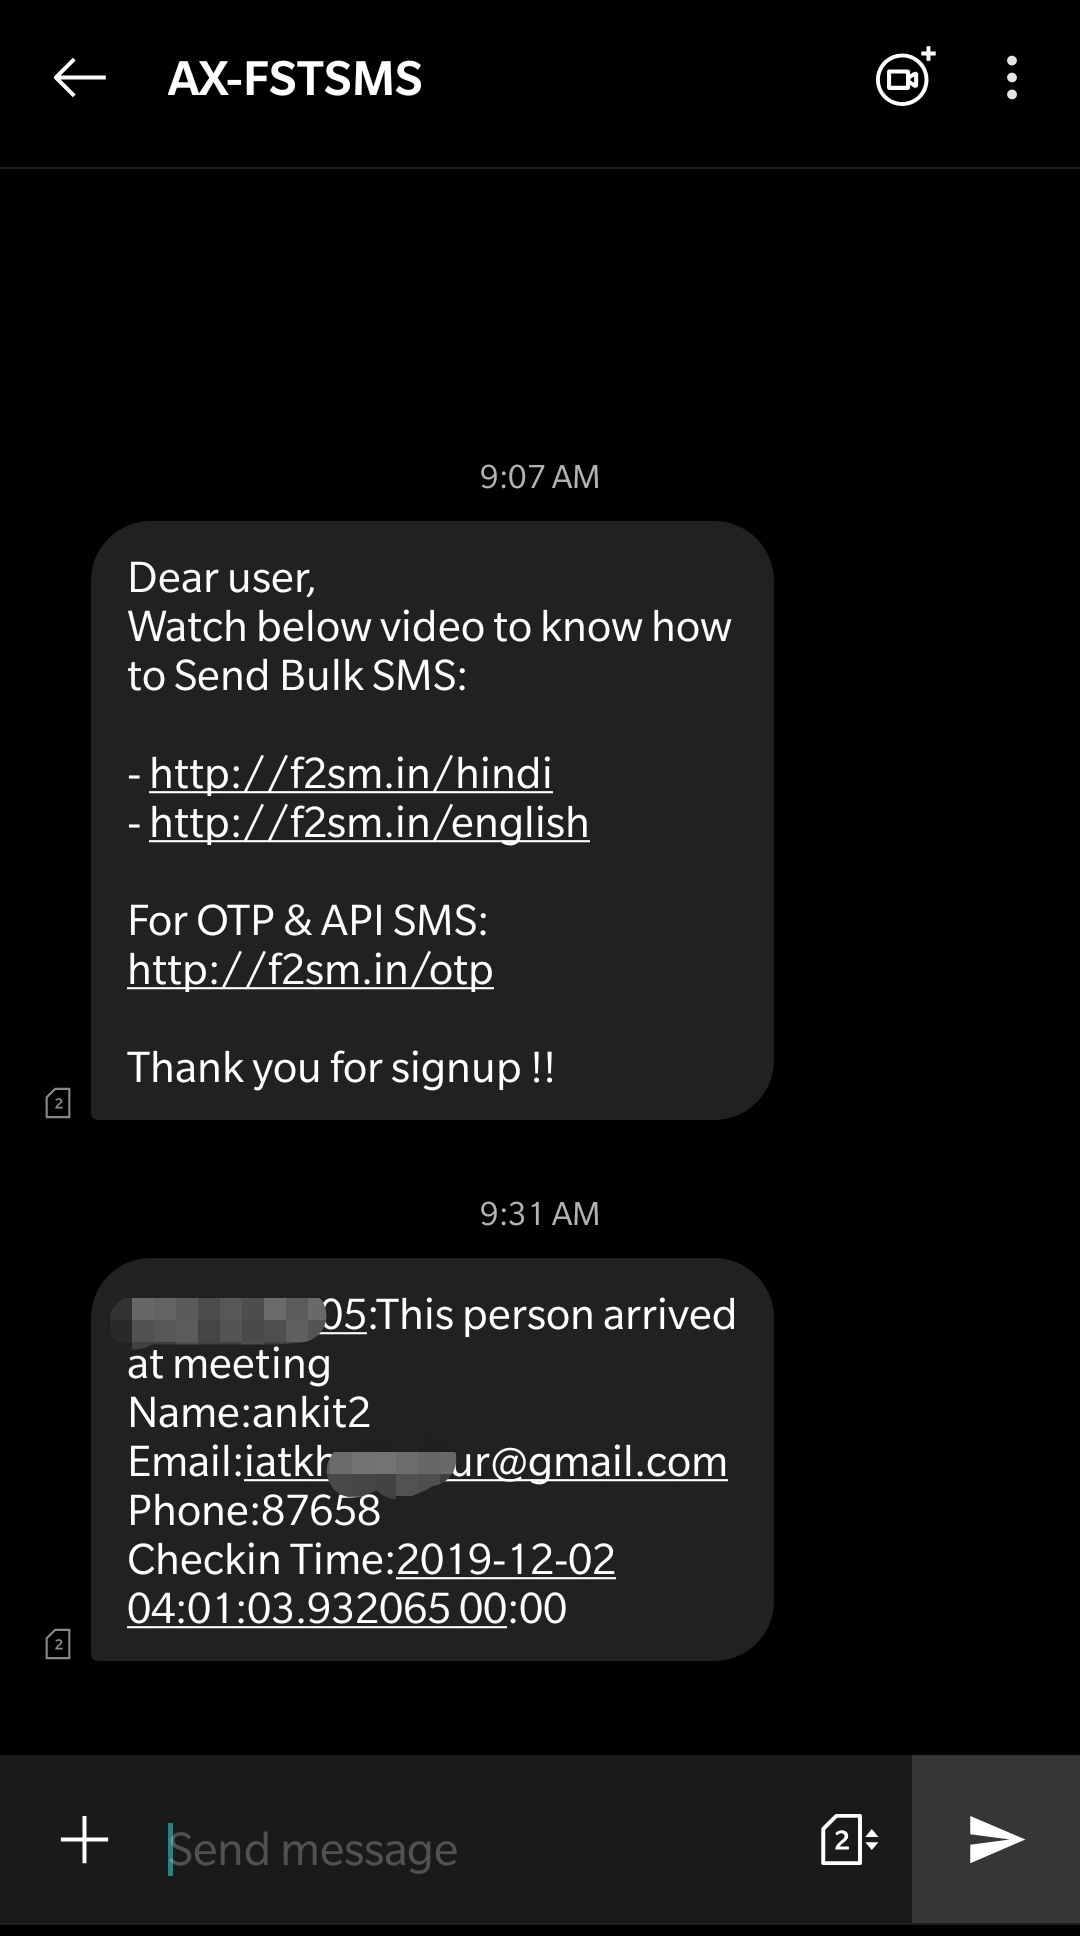 AX-FSTSMS
9:07 AM
Dear user,
Watch below video to know how
to Send Bulk SMS:
- http://f2sm.in/hindi
- http://f2sm.in/english
For OTP & API SMS:
http://f2sm.in/otp
Thank you for signup !!
2
9:31 AM
05:This person arrived
at meeting
Name:ankit2
Email:iatkh ur@gmail.com
Phone:87658
Checkin Time:2019-12-02
04:01:03.932065 00:00
2
Send message
2